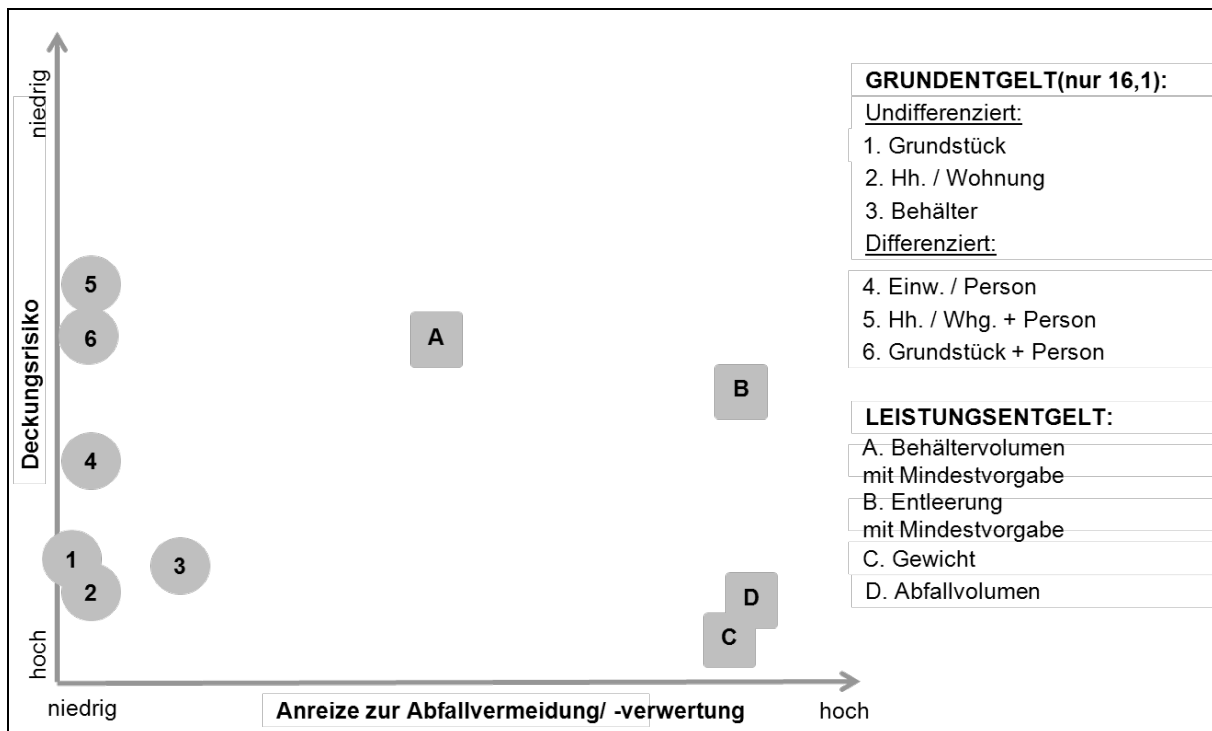 niedrig
Deckungsrisiko
hoch
5
6
4
1
2
3
A
B
D
C
niedrig
Anreize zur Abfallvermeidung/ -verwertung
hoch
GRUNDENTGELT(nur 16,1):
Undifferenziert:
1. Grundstück
2. Hh. / Wohnung
3. Behälter
Differenziert:
4. Einw. / Person
5. Hh. / Whg. + Person
6. Grundstück + Person
LEISTUNGSENTGELT:
A. Behältervolumen
mit Mindestvorgabe
B. Entleerung
mit Mindestvorgabe
C. Gewicht
D. Abfallvolumen